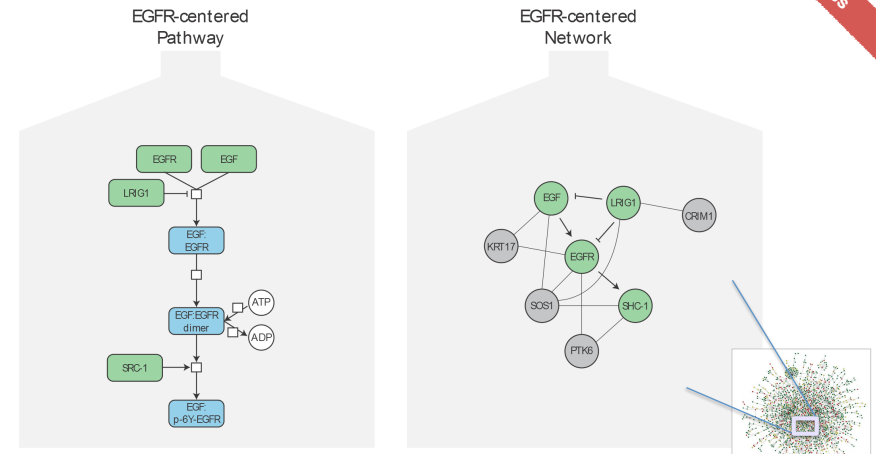 EGFR-centered
Pathway
EGFR-centered
Network
EGFR
EGF
LRIG1
EGF:
EGFR
EGF:EGFR
dimer
ATP
ADP
SRC-1
EGF:
p-6Y-EGFR
EGF
LRIG1
CRIM1
KRT17
EGFR
SOS1
SHC-1
PTK6